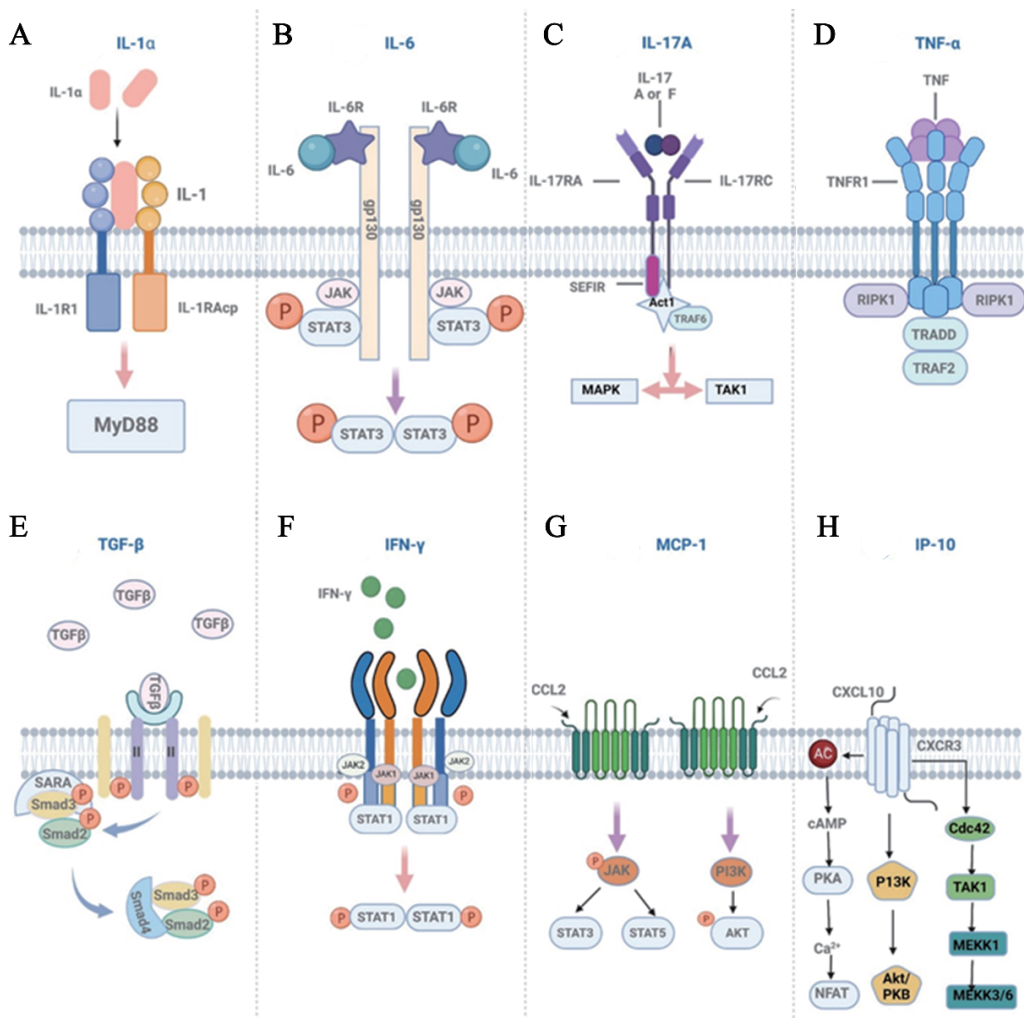 A
IL-1α
IL-1α
IL-1
IL-1R1
IL-1RAcp
MyD88
B
IL-6
IL-6R
IL-6R
IL-6
IL-6
gp130
gp130
JAK
JAK
P
STAT3
STAT3
P
P
STAT3
STAT3
P
C
IL-17A
IL-17
A or F
IL-17RA
IL-17RC
SEFIR
Act1
TRAF6
MAPK
TAK1
D
TNF-α
TNF
TNFR1
RIPK1
RIPK1
TRADD
TRAF2
E
TGF-β
TGFβ
TGFβ
TGFβ
TGFβ
II
II
SARA
P
P
P
Smad3
P
Smad2
P
Smad3
Smad4
P
Smad2
F
IFN-γ
IFN-γ
JAK2
JAK1
JAK1
JAK2
P
P
STAT1
STAT1
P
STAT1
STAT1
P
G
MCP-1
CCL2
CCL2
P
JAK
PI3K
STAT3
STAT5
P
AKT
H
IP-10
CXCL10
CXCR3
AC
cAMP
Cdc42
PKA
P13K
TAK1
Ca²⁺
MEKK1
NFAT
Akt/
PKB
MEKK3/6